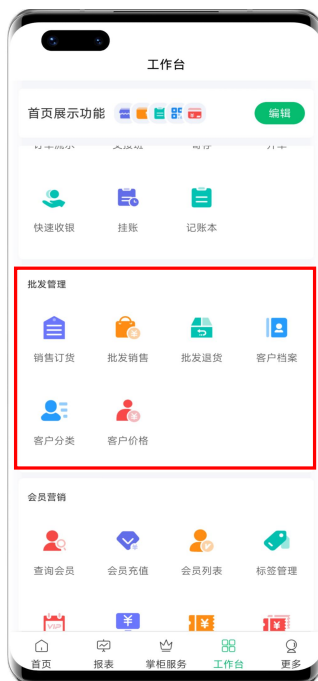 工作台
首页展示功能 编辑
快速收银 挂账 记账本
批发管理
销售订货 批发销售 批发退货 客户档案
客户分类 客户价格
会员营销
查询会员 会员充值 会员列表 标签管理
VIP ¥ ¥ ¥
首页 报表 掌柜服务 工作台 更多